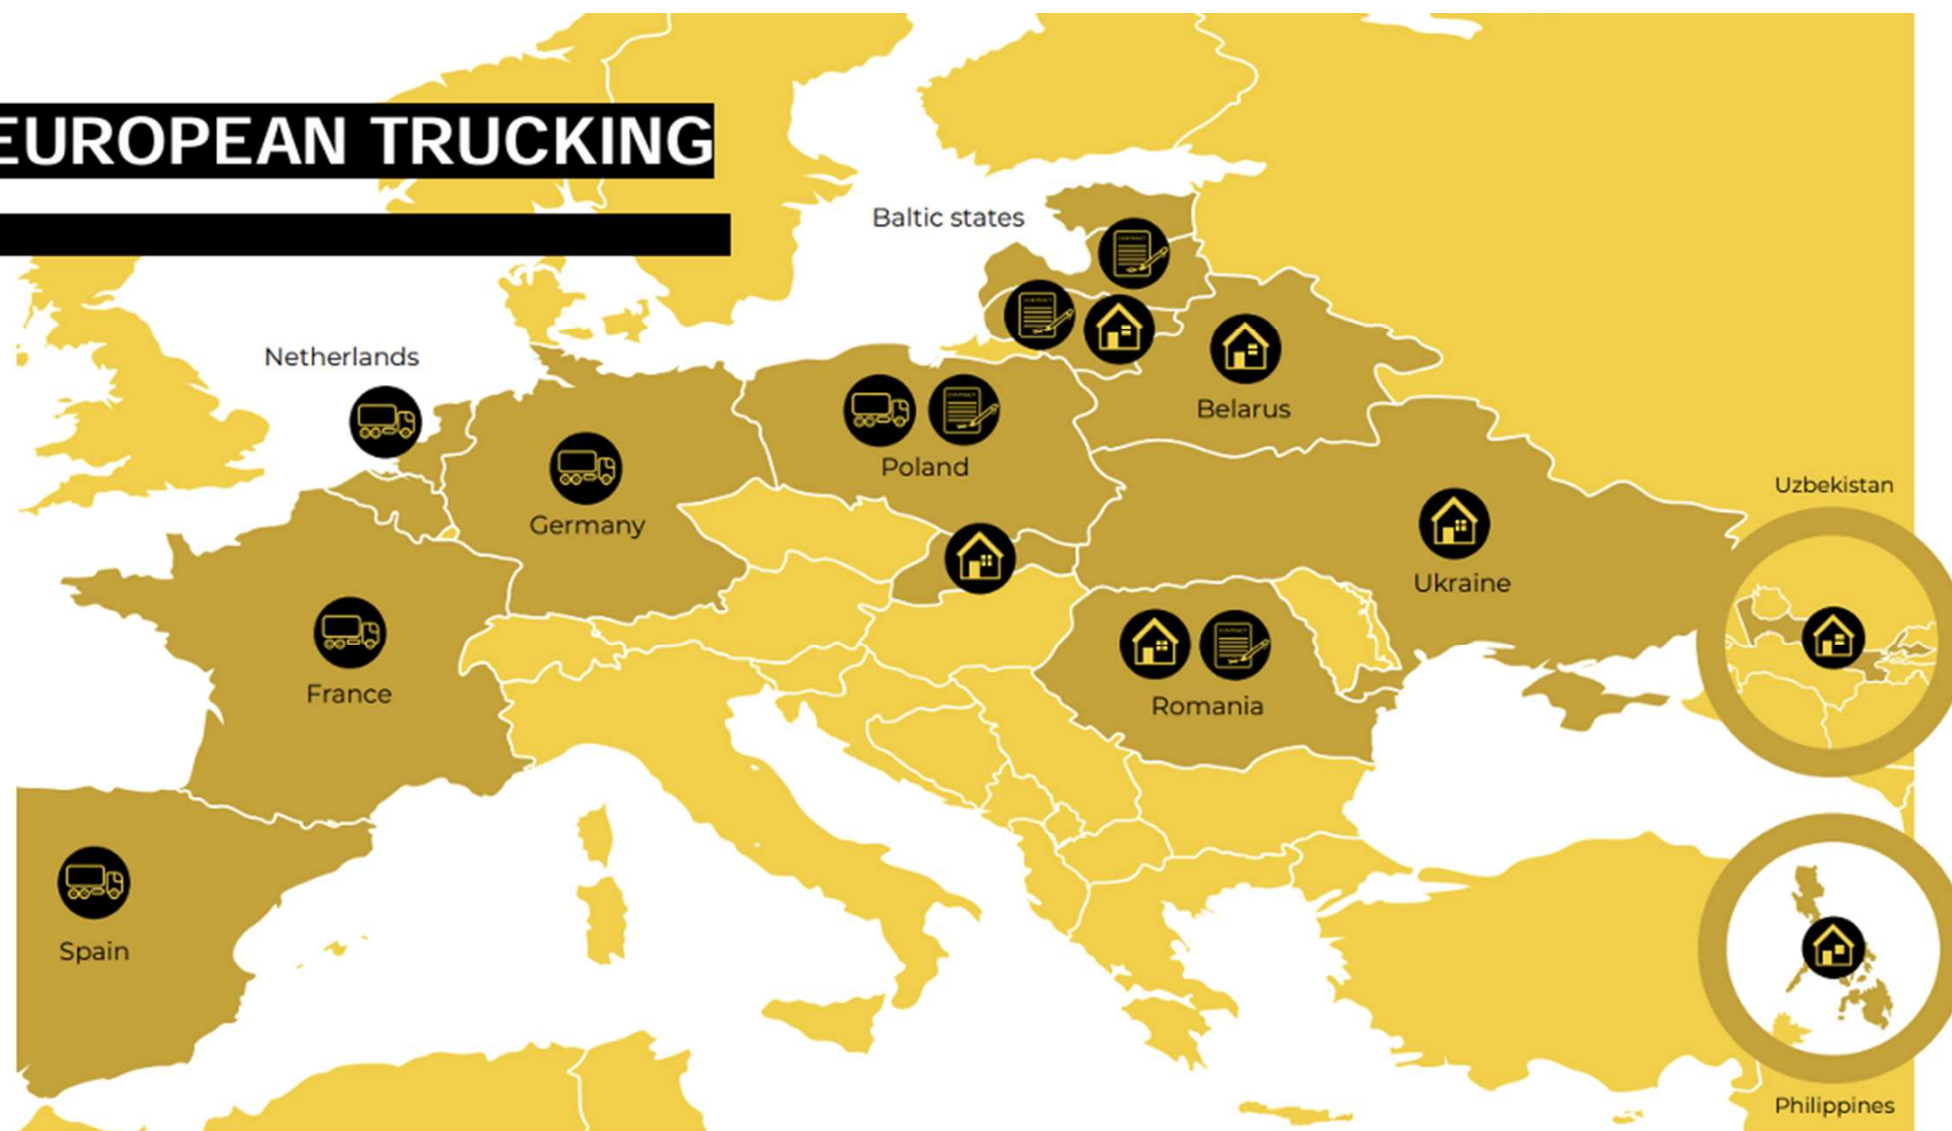 EUROPEAN TRUCKING
Baltic states
Netherlands
Belarus
Poland
Uzbekistan
Germany
Ukraine
France
Romania
Spain
Philippines